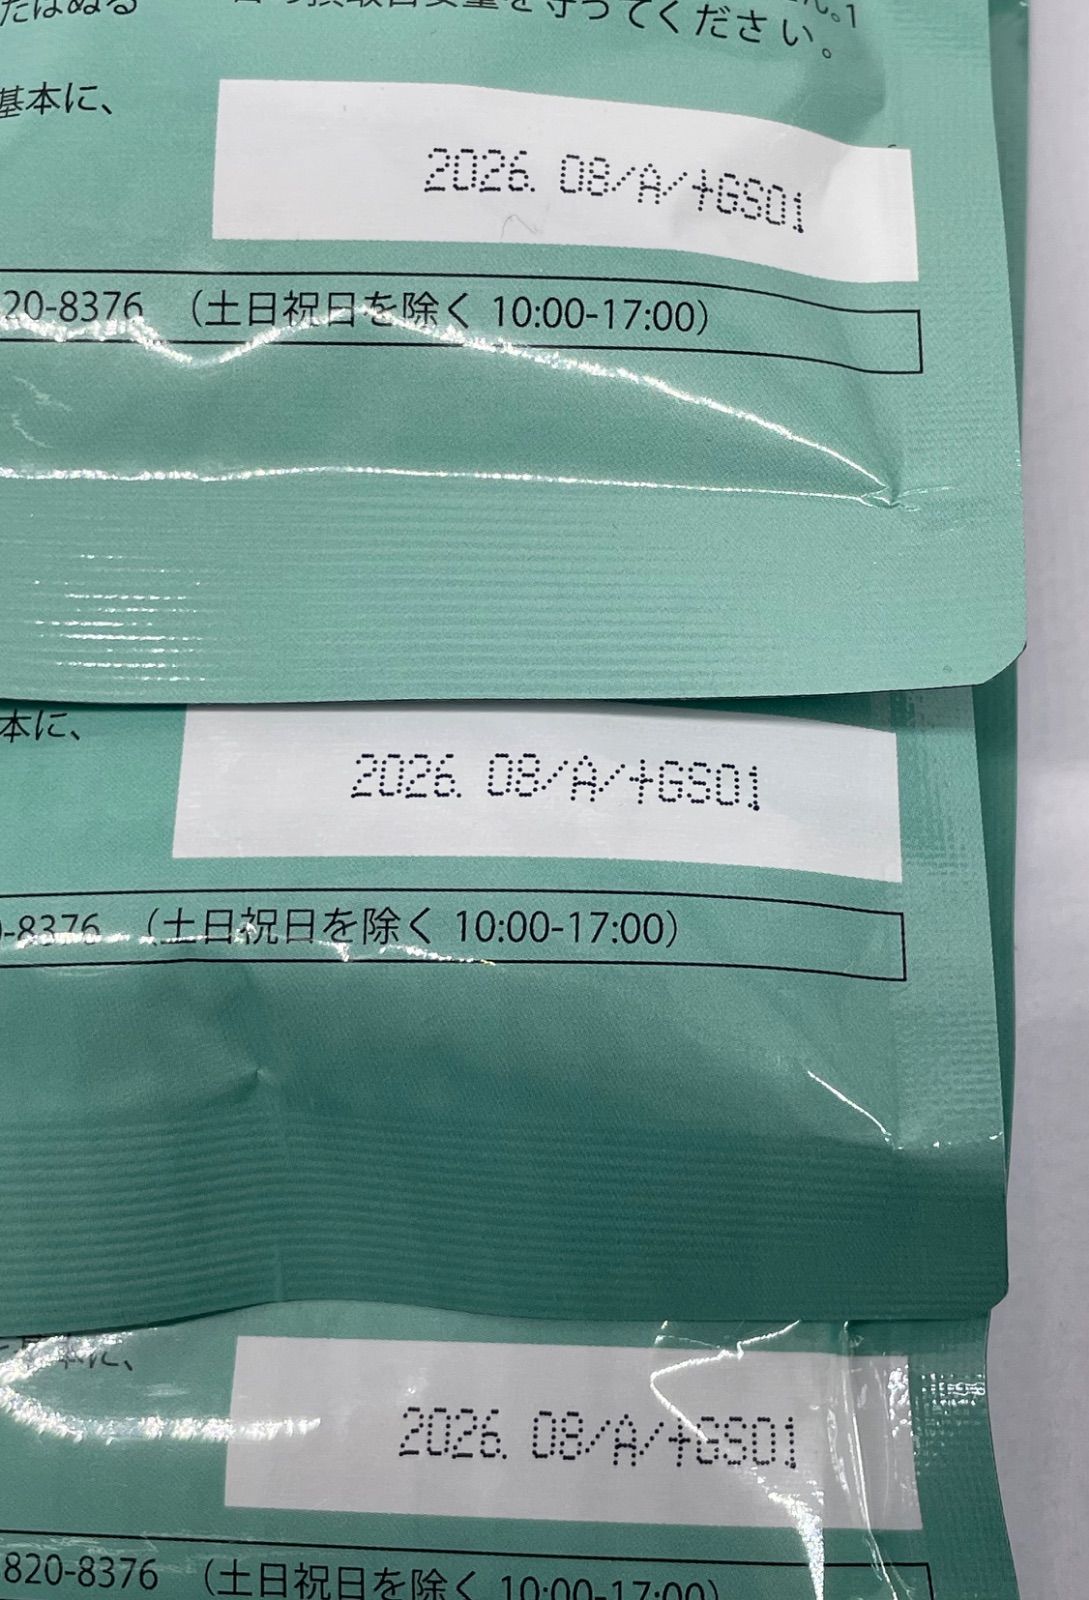 たはぬる
を守ってください。
基本に、
2026. 08/A/+GS01
20-8376 （土日祝日を除く 10:00-17:00）
本に、
2026. 08/A/+GS01
-8376 （土日祝日を除く 10:00-17:00）
基本に、
2026. 08/A/+GS01
820-8376 （土日祝日を除く 10:00-17:00）